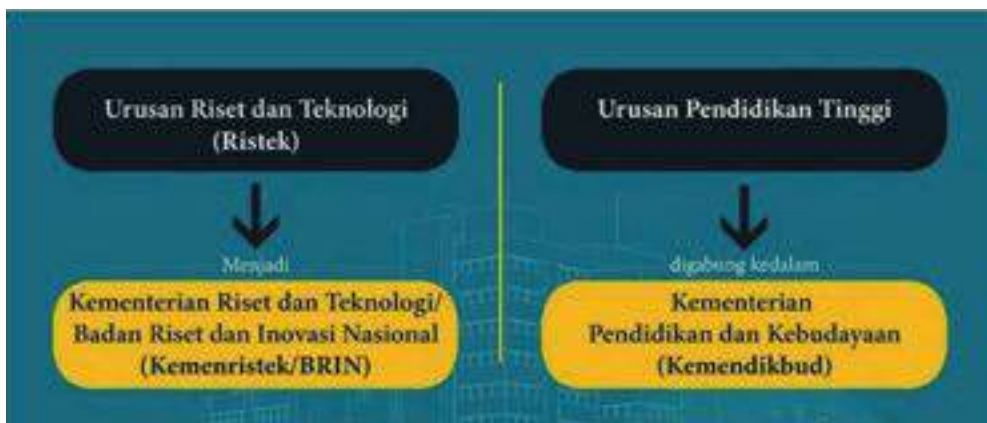 Urusan Riset dan Teknologi
(Ristek)
Menjadi
Kementerian Riset dan Teknologi/
Badan Riset dan Inovasi Nasional
(Kemenristek/BRIN)
Urusan Pendidikan Tinggi
digabung kedalam
Kementerian
Pendidikan dan Kebudayaan
(Kemendikbud)